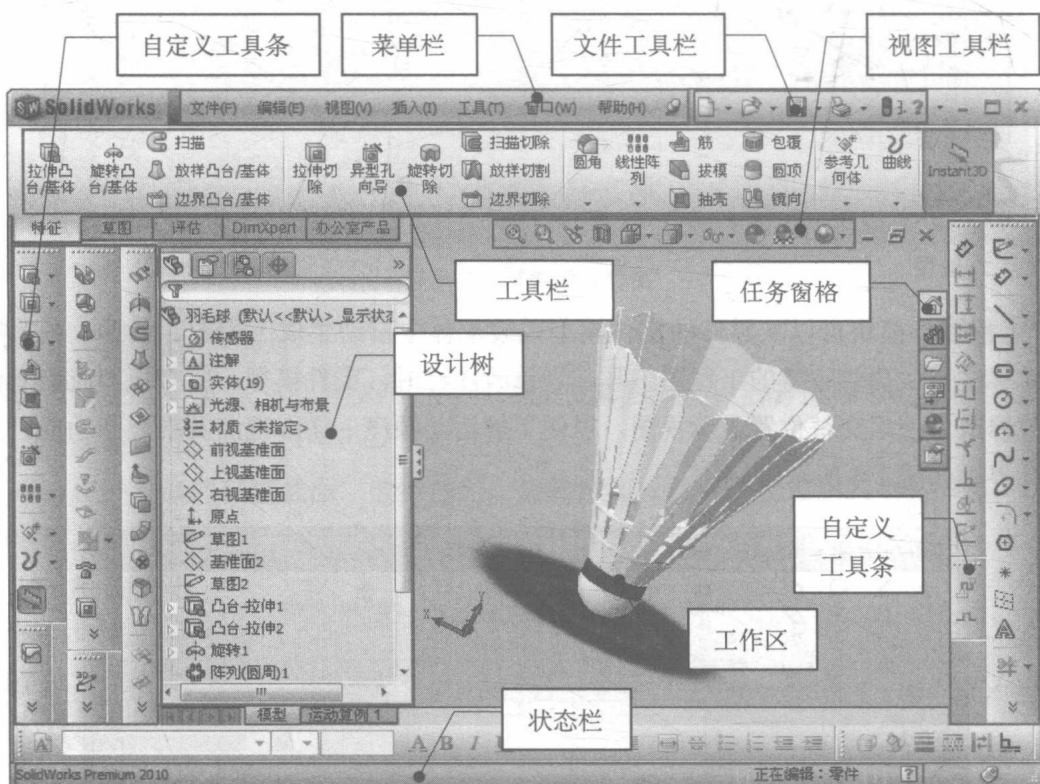 自定义工具条
菜单栏
文件工具栏
视图工具栏
SolidWorks 文件(F) 编辑(E) 视图(V) 插入(I) 工具(T) 窗口(W) 帮助(H)
拉伸凸台/基体
旋转凸台/基体
扫描
放样凸台/基体
边界凸台/基体
拉伸切除
异型孔向导
旋转切除
扫描切除
放样切割
边界切除
圆角
线性阵列
筋
拔模
抽壳
包覆
圆顶
镜向
参考几何体
曲线
Instant3D
特征 草图 评估 DimXpert 办公室产品
工具栏
任务窗格
设计树
羽毛球 (默认<<默认>_显示状态
传感器
注解
实体(19)
光源、相机与布景
材质 <未指定>
前视基准面
上视基准面
右视基准面
原点
草图1
基准面2
草图2
凸台-拉伸1
凸台-拉伸2
旋转1
阵列(圆周)1
自定义
工具条
工作区
X
Y
3D
模型 运动算例 1
状态栏
A B I
SolidWorks Premium 2010
正在编辑：零件